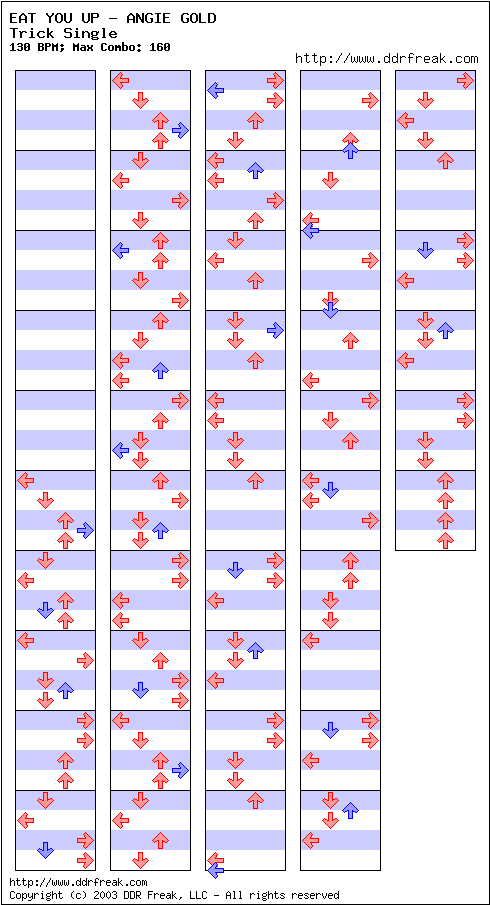 EAT YOU UP - ANGIE GOLD
Trick Single
130 BPM; Max Combo: 160
http://www.ddrfreak.com/
http://www.ddrfreak.com
Copyright (c) 2003 DDR Freak, LLC - All rights reserved